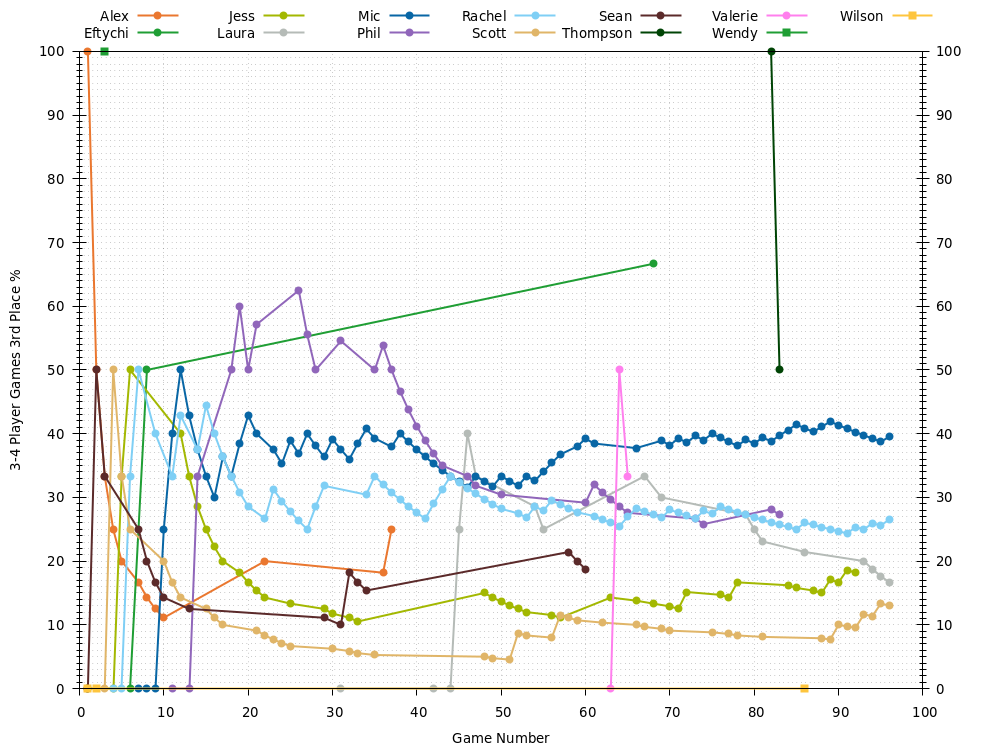 Alex Jess Mic Rachel Sean Valerie Wilson
Eftychi Laura Phil Scott Thompson Wendy
100 100
90 90
80 80
70 70
60 60
50 50
40 40
30 30
20 20
10 10
0 0
3-4 Player Games 3rd Place %
0 10 20 30 40 50 60 70 80 90 100
Game Number